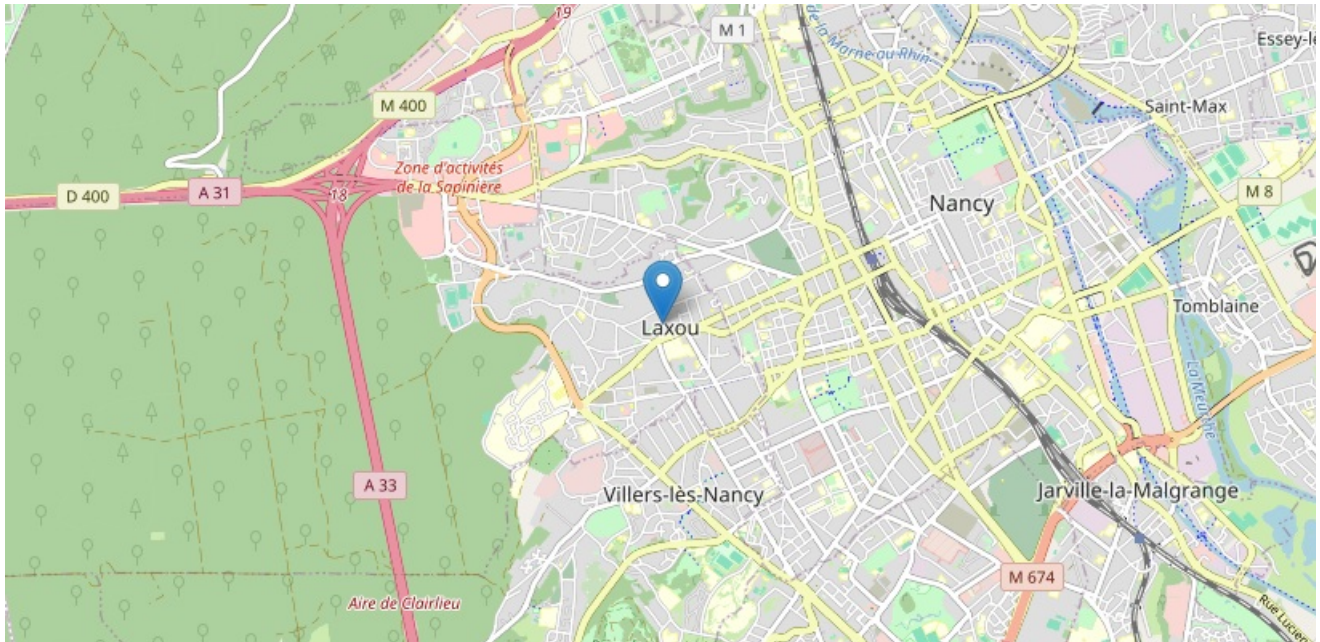 19
M 1
de la Marne au Rhin
Essey-le
M 400
Saint-Max
Zone d'activités
de la Sapinière
D 400
A 31
18
Nancy
M 8
Laxou
Tomblaine
La Meurthe
A 33
Villers-lès-Nancy
Jarville-la-Malgrange
M 674
Aire de Clairlieu
Rue Lucien